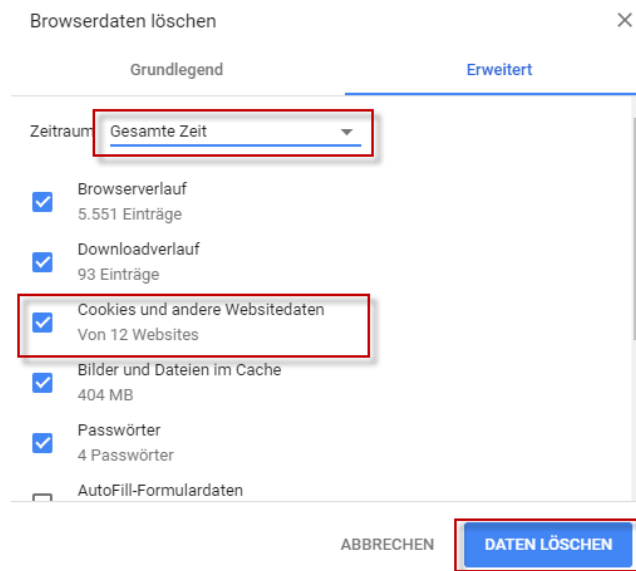 Browserdaten löschen
Grundlegend
Erweitert
Zeitraum Gesamte Zeit
Browserverlauf
5.551 Einträge
Downloadverlauf
93 Einträge
Cookies und andere Websitedaten
Von 12 Websites
Bilder und Dateien im Cache
404 MB
Passwörter
4 Passwörter
AutoFill-Formulardaten
ABBRECHEN
DATEN LÖSCHEN